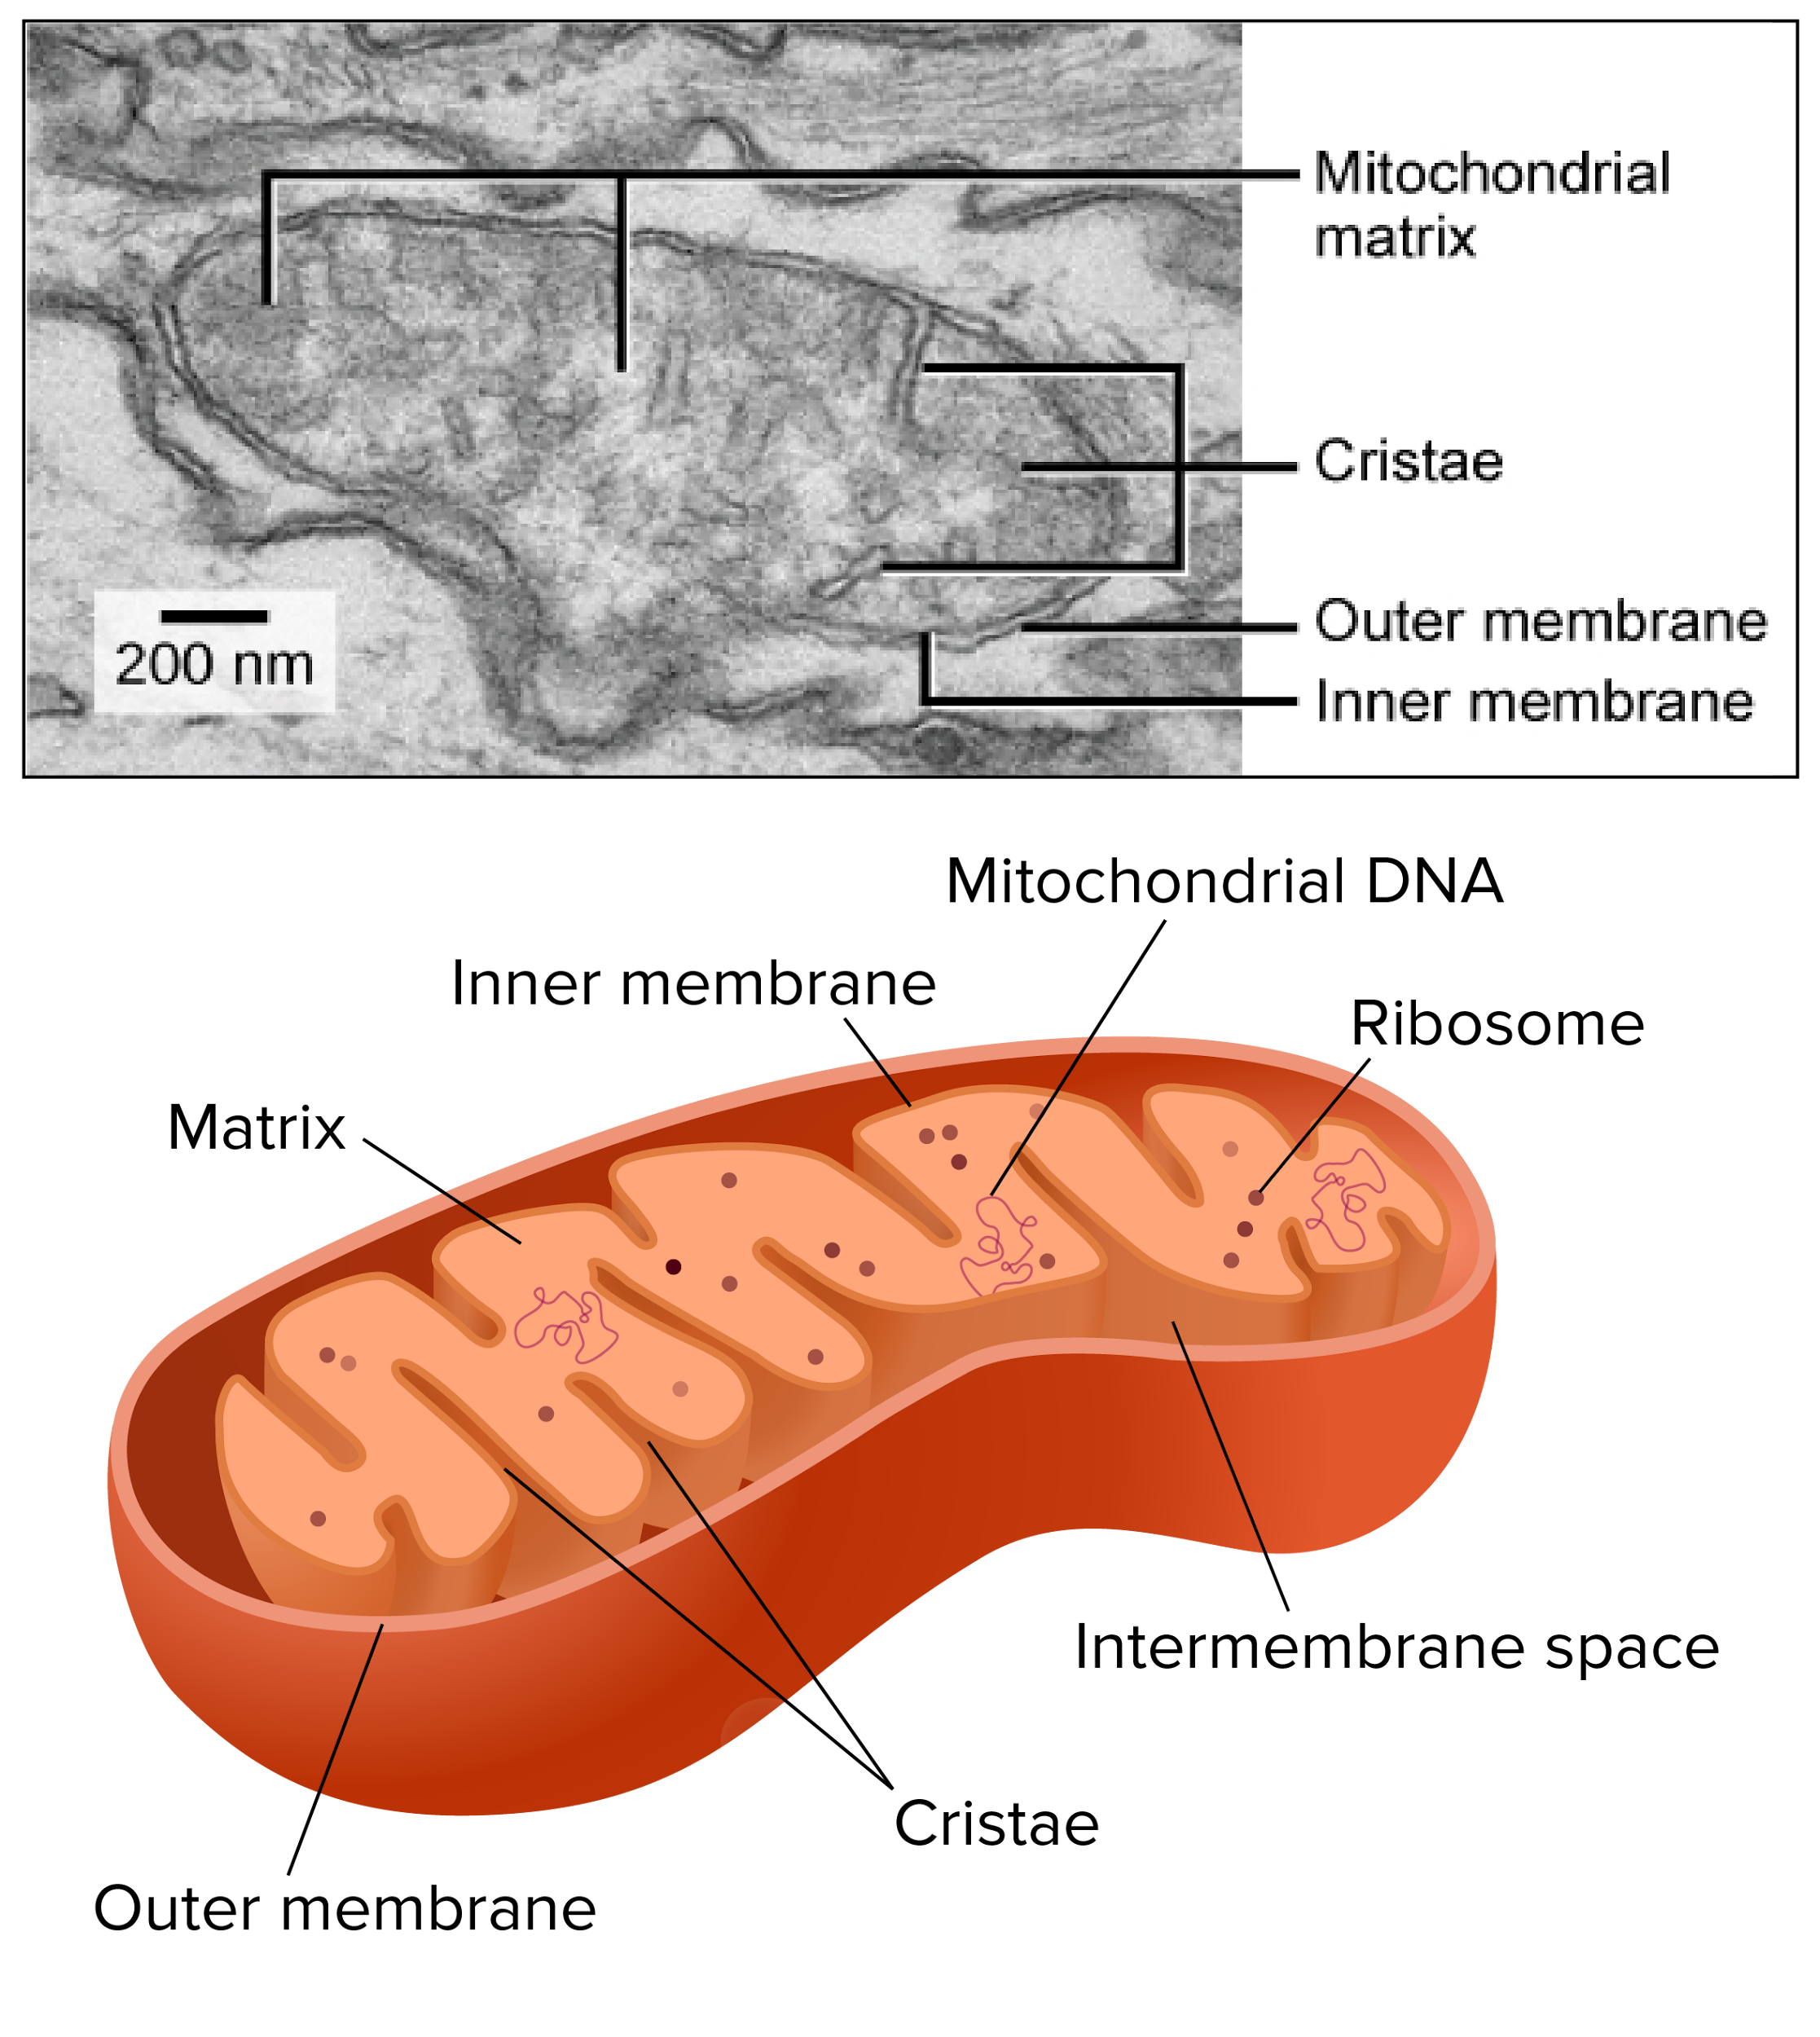 Mitochondrial
matrix
Cristae
200 nm
Outer membrane
Inner membrane
Mitochondrial DNA
Inner membrane
Ribosome
Matrix
Intermembrane space
Cristae
Outer membrane